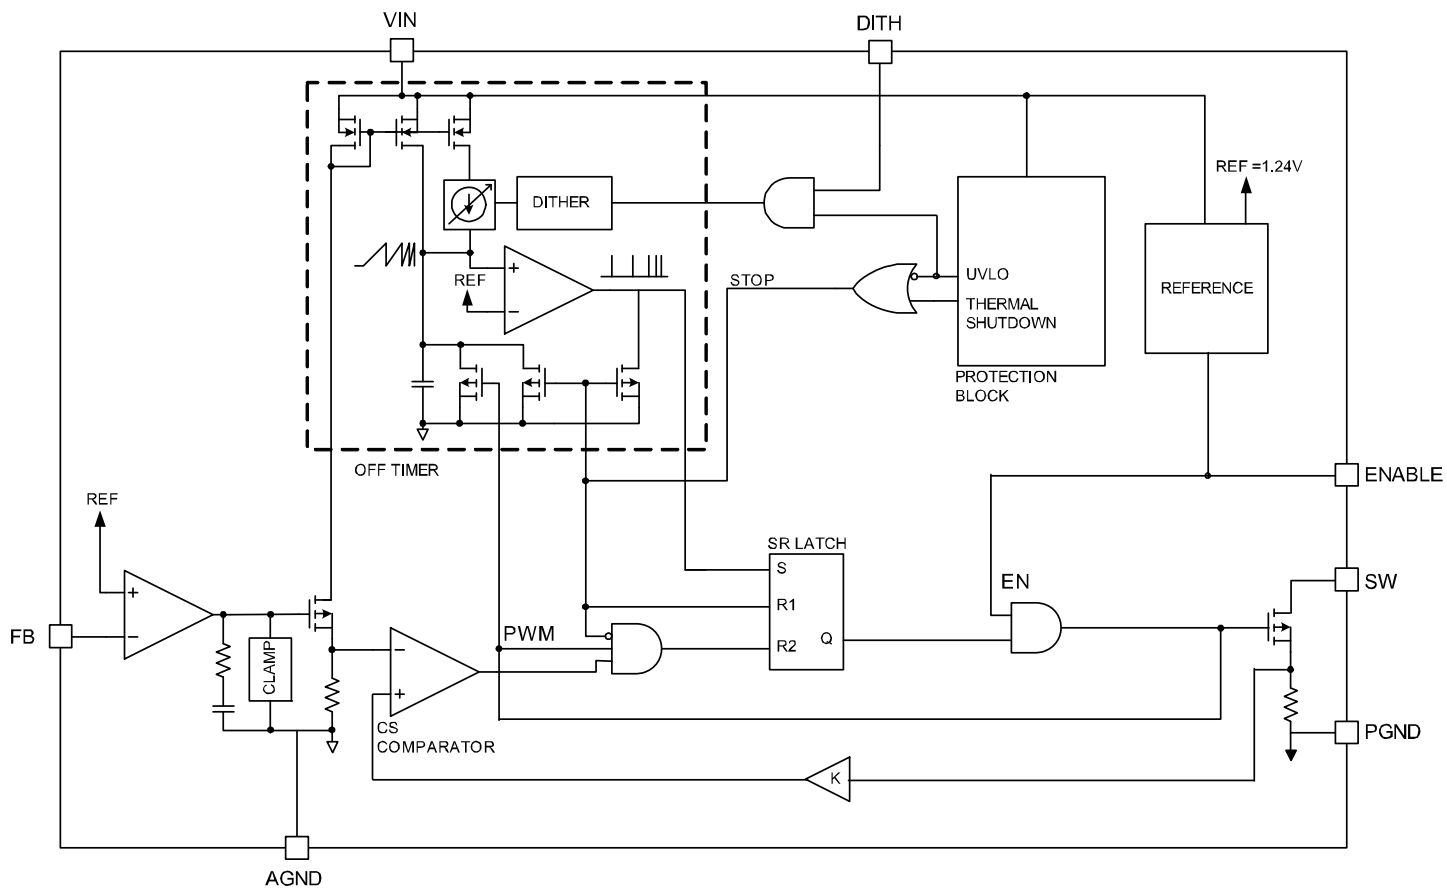 VIN
DITH
REF =1.24V
DITHER
REF
+
−
STOP
UVLO
THERMAL
SHUTDOWN
REFERENCE
PROTECTION
BLOCK
OFF TIMER
ENABLE
REF
SR LATCH
S
EN
SW
+
R1
FB
−
PWM
Q
R2
CLAMP
−
+
CS
COMPARATOR
PGND
K
AGND